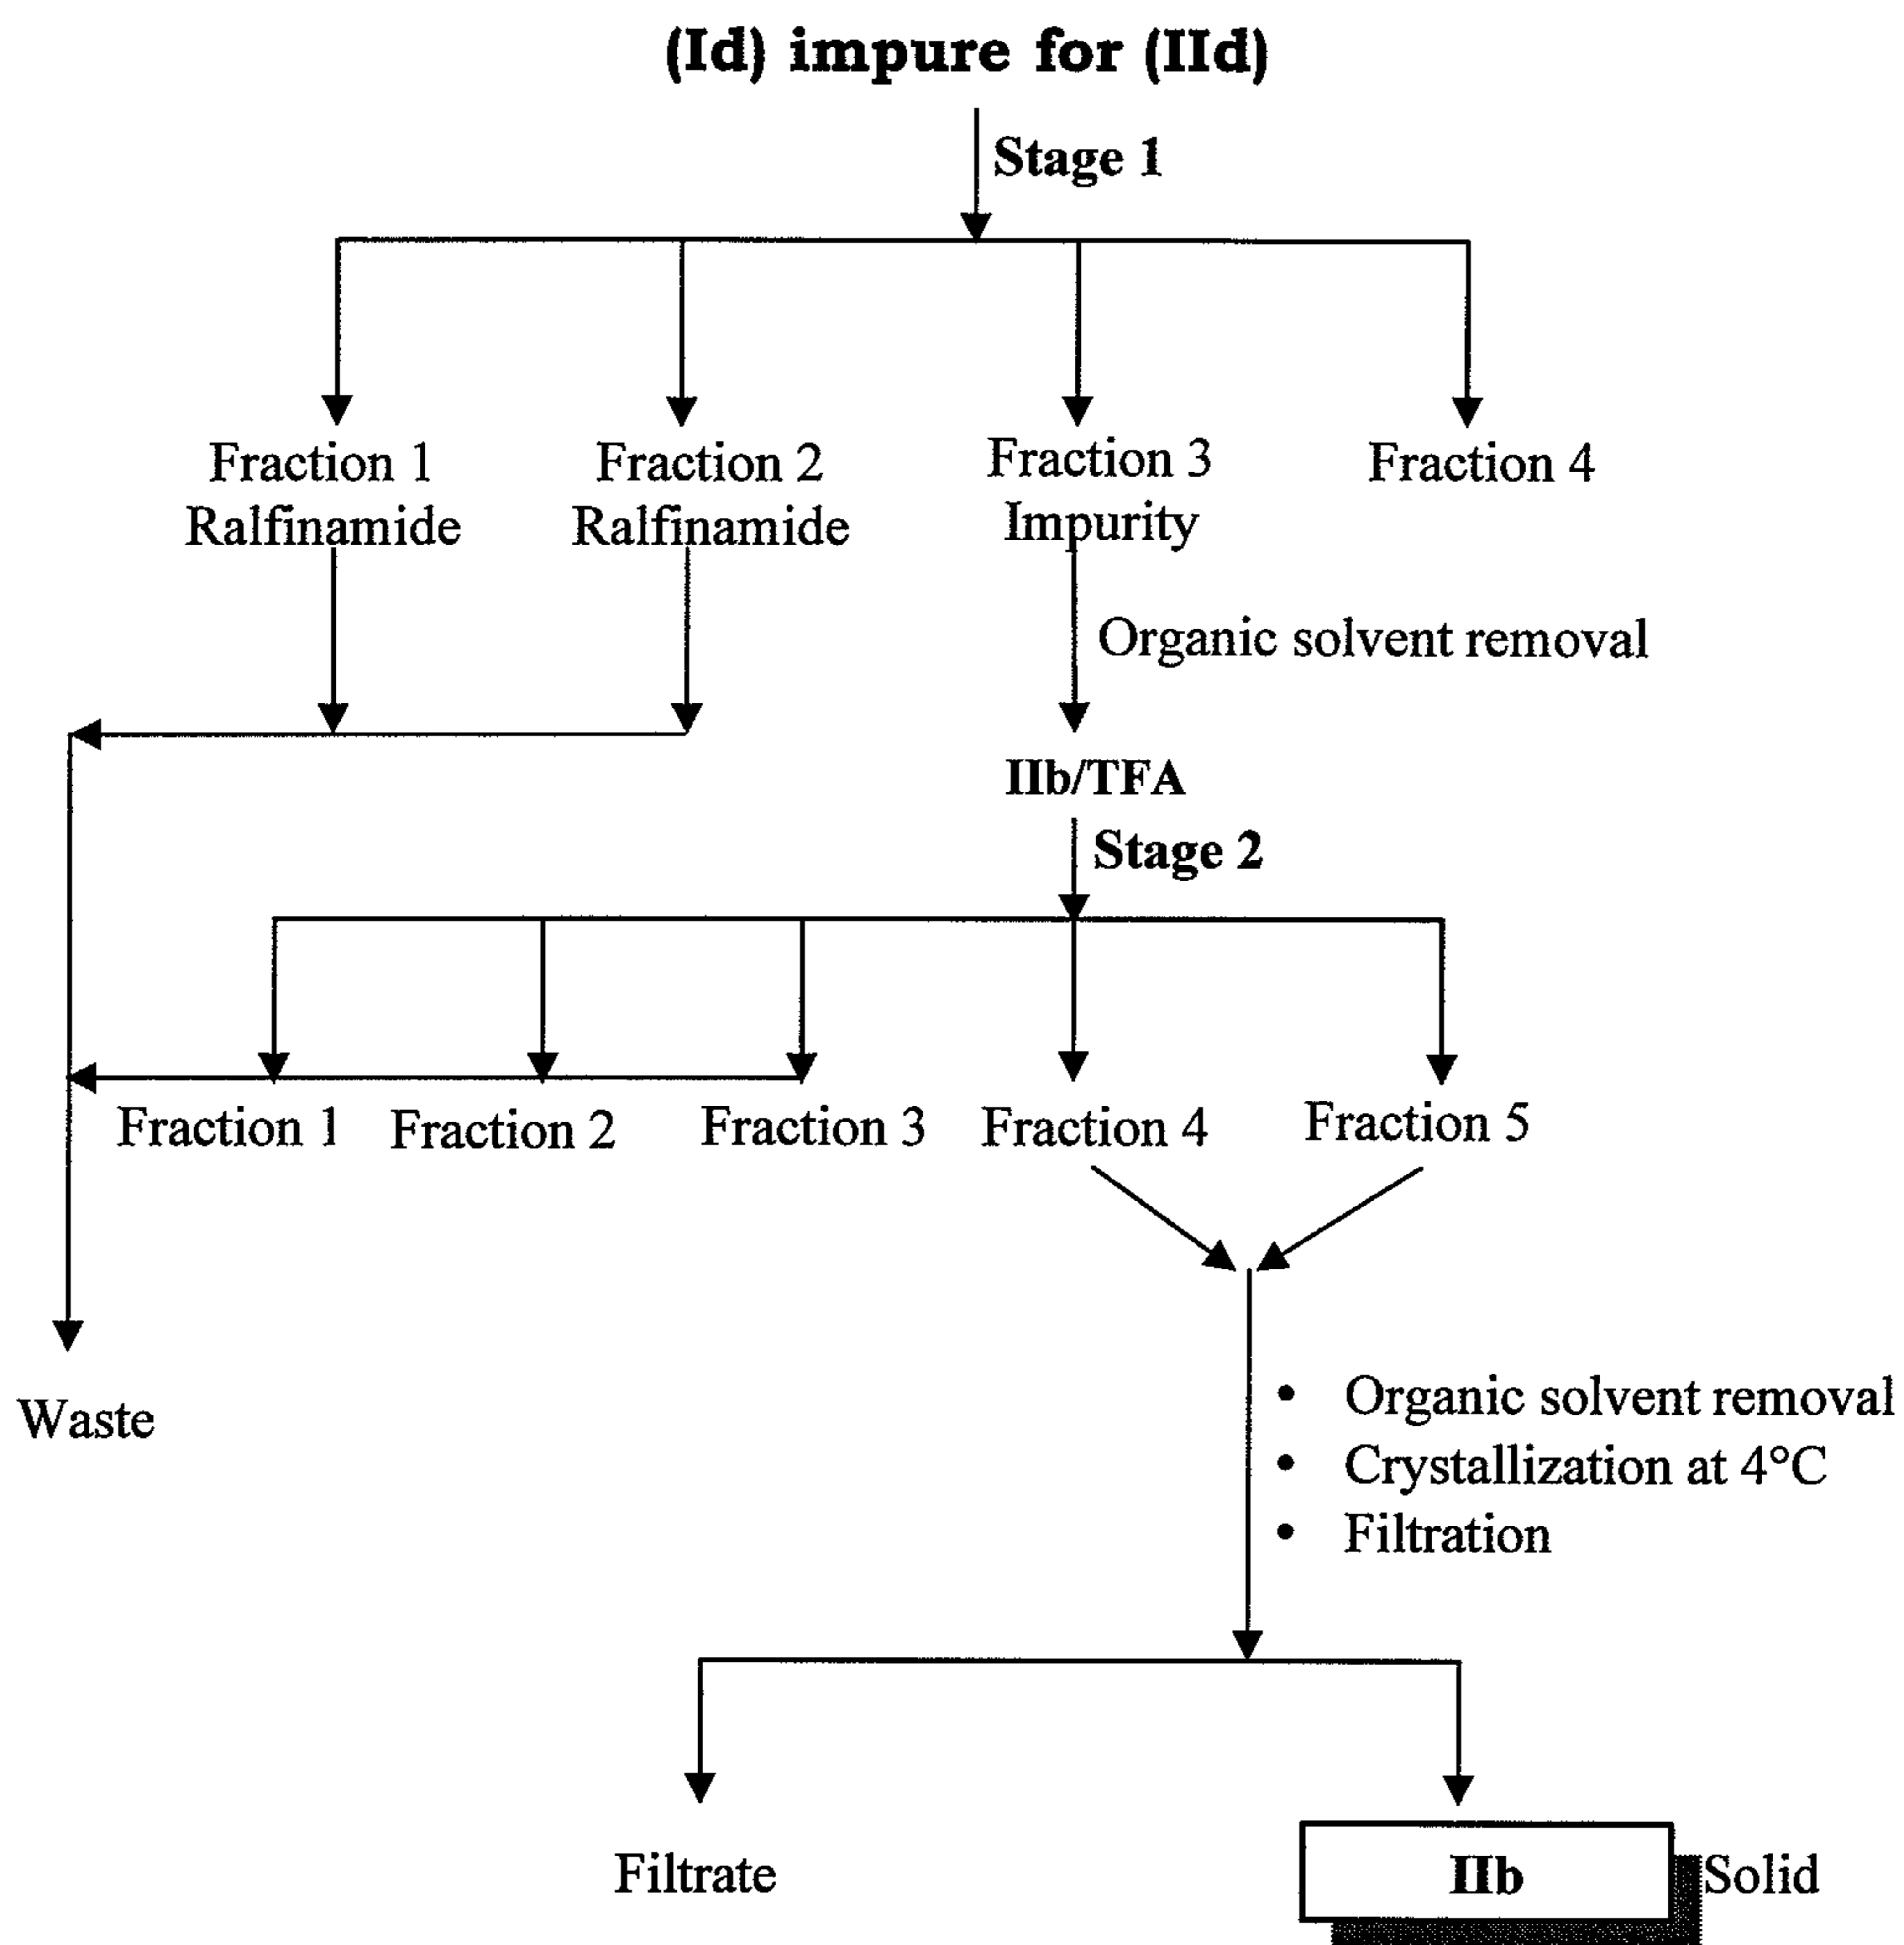 (Id) impure for (IId)
Stage 1
Fraction 1
Ralfinamide
Fraction 2
Ralfinamide
Fraction 3
Impurity
Fraction 4
Organic solvent removal
IIb/TFA
Stage 2
Fraction 1
Fraction 2
Fraction 3
Fraction 4
Fraction 5
Waste
• Organic solvent removal
• Crystallization at 4°C
• Filtration
Filtrate
IIb
Solid